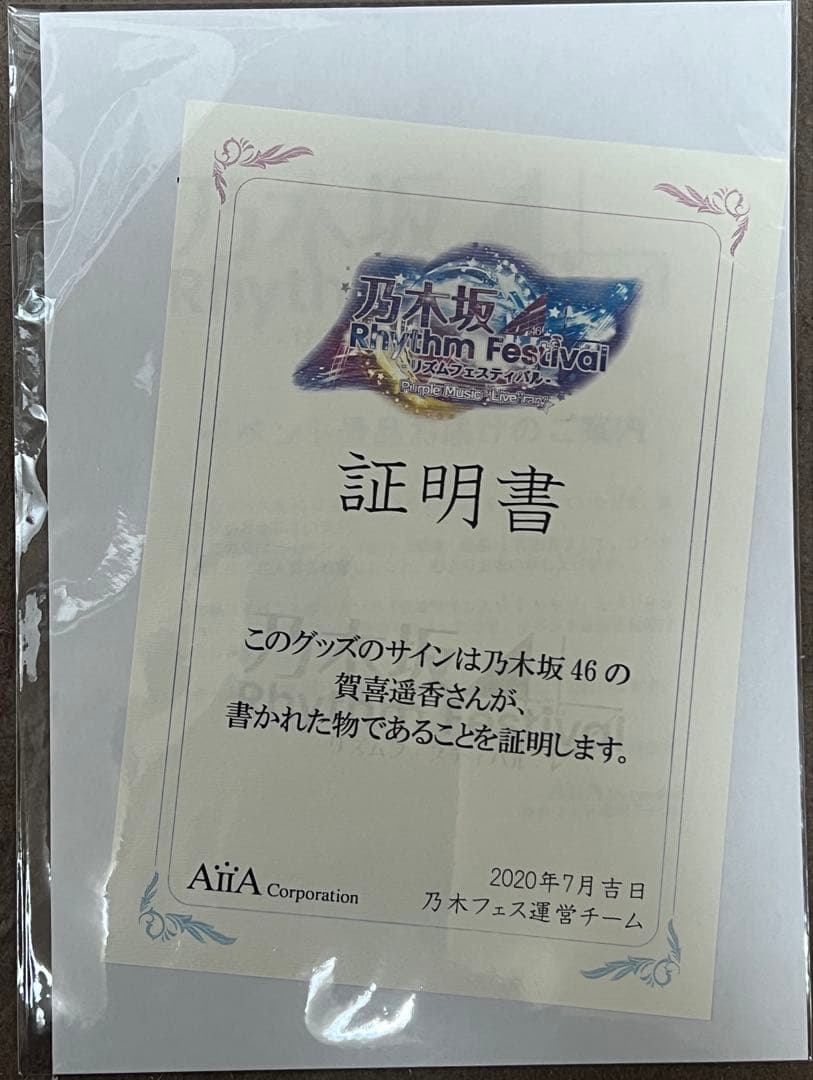 乃木坂46
Rhythm Festival
- リズムフェスティバル -
Purple Music "Live"rary
証明書
このグッズのサインは乃木坂46の
賀喜遥香さんが、
書かれた物であることを証明します。
AiiA Corporation
2020年7月吉日
乃木フェス運営チーム